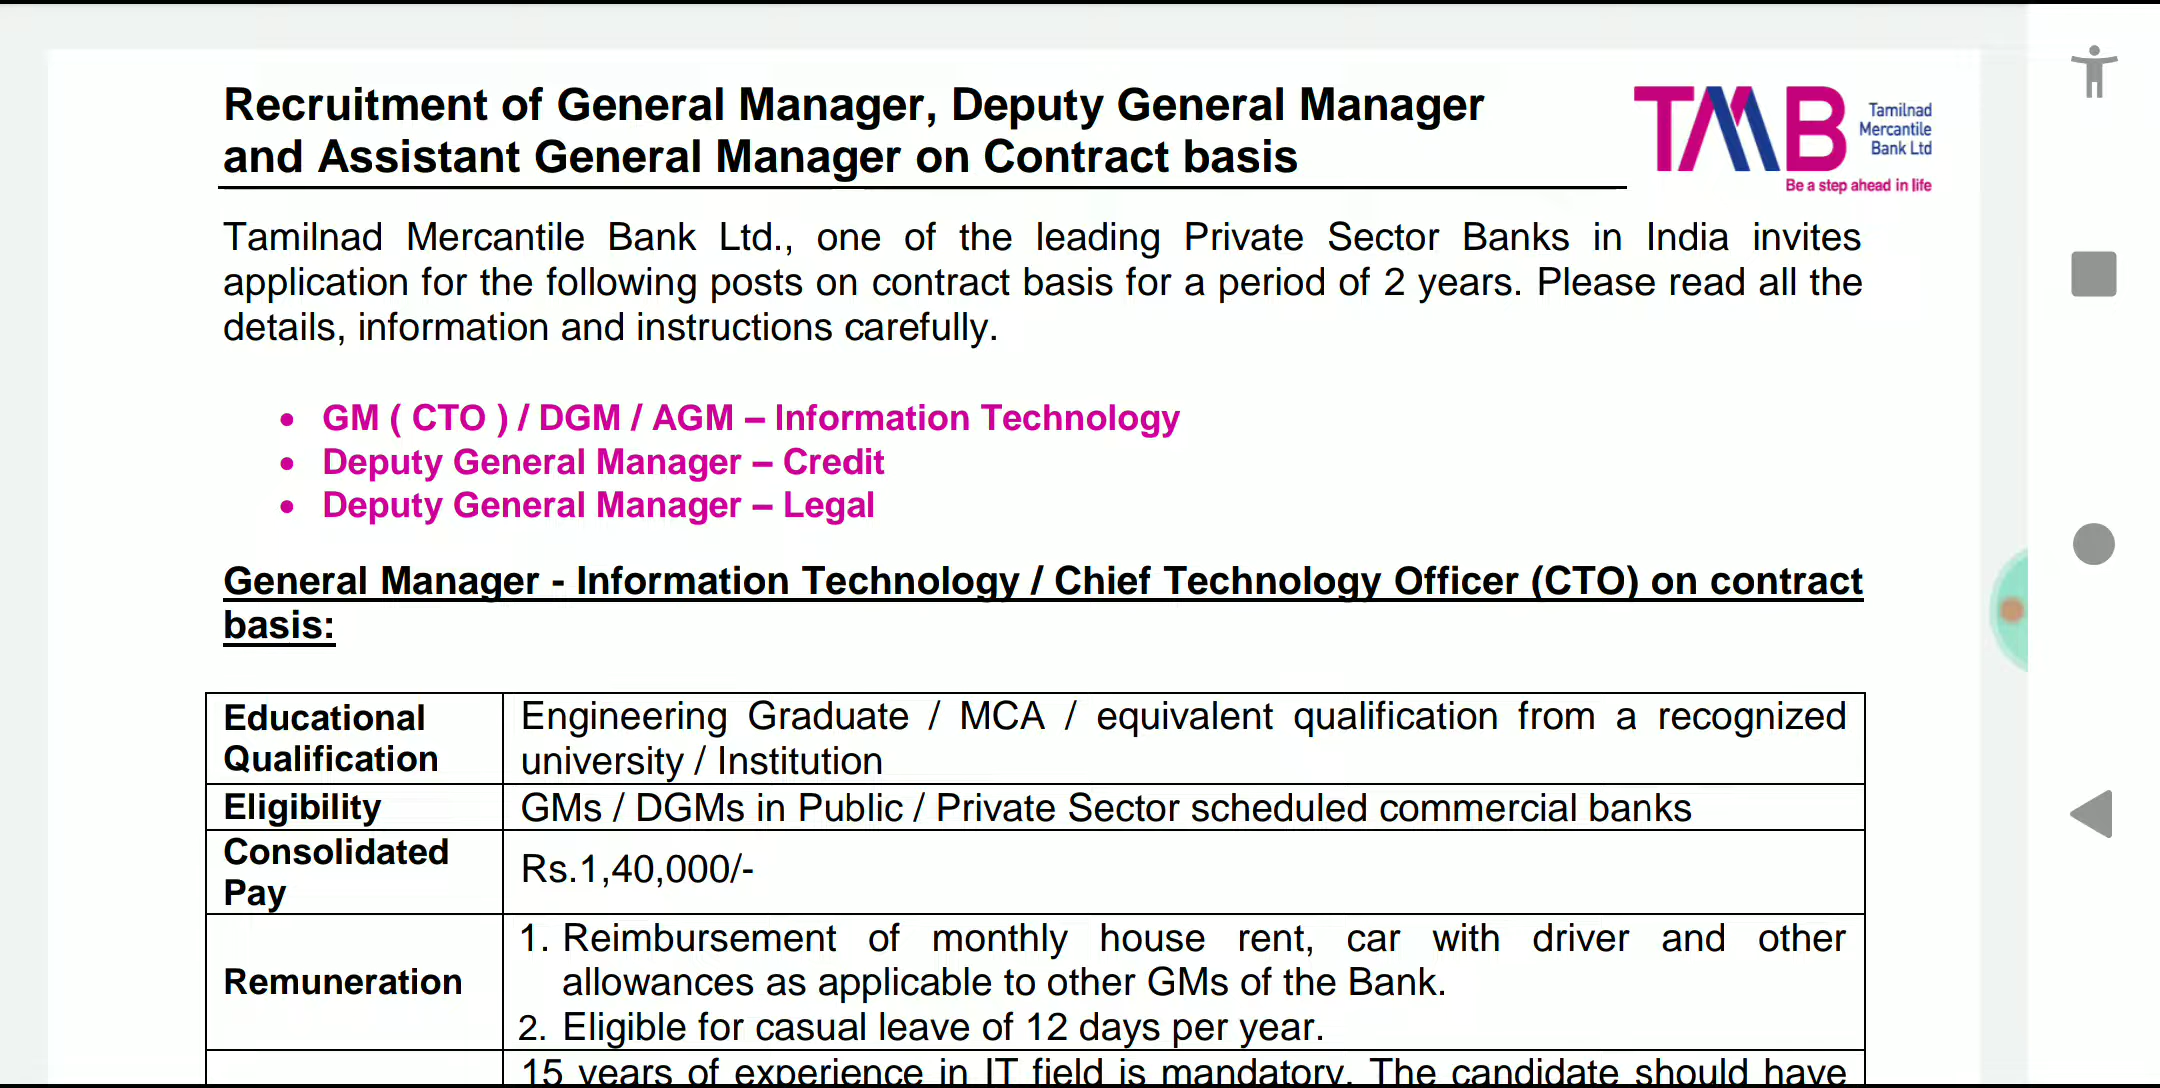 Recruitment of General Manager, Deputy General Manager
and Assistant General Manager on Contract basis
TMB
Tamilnad
Mercantile
Bank Ltd
Be a step ahead in life
Tamilnad Mercantile Bank Ltd., one of the leading Private Sector Banks in India invites
application for the following posts on contract basis for a period of 2 years. Please read all the
details, information and instructions carefully.
• GM ( CTO ) / DGM / AGM – Information Technology
• Deputy General Manager – Credit
• Deputy General Manager – Legal
General Manager - Information Technology / Chief Technology Officer (CTO) on contract
basis:
Educational
Qualification
Engineering Graduate / MCA / equivalent qualification from a recognized
university / Institution
Eligibility
GMs / DGMs in Public / Private Sector scheduled commercial banks
Consolidated
Pay
Rs.1,40,000/-
Remuneration
1. Reimbursement of monthly house rent, car with driver and other
allowances as applicable to other GMs of the Bank.
2. Eligible for casual leave of 12 days per year.
15 years of experience in IT field is mandatory. The candidate should have